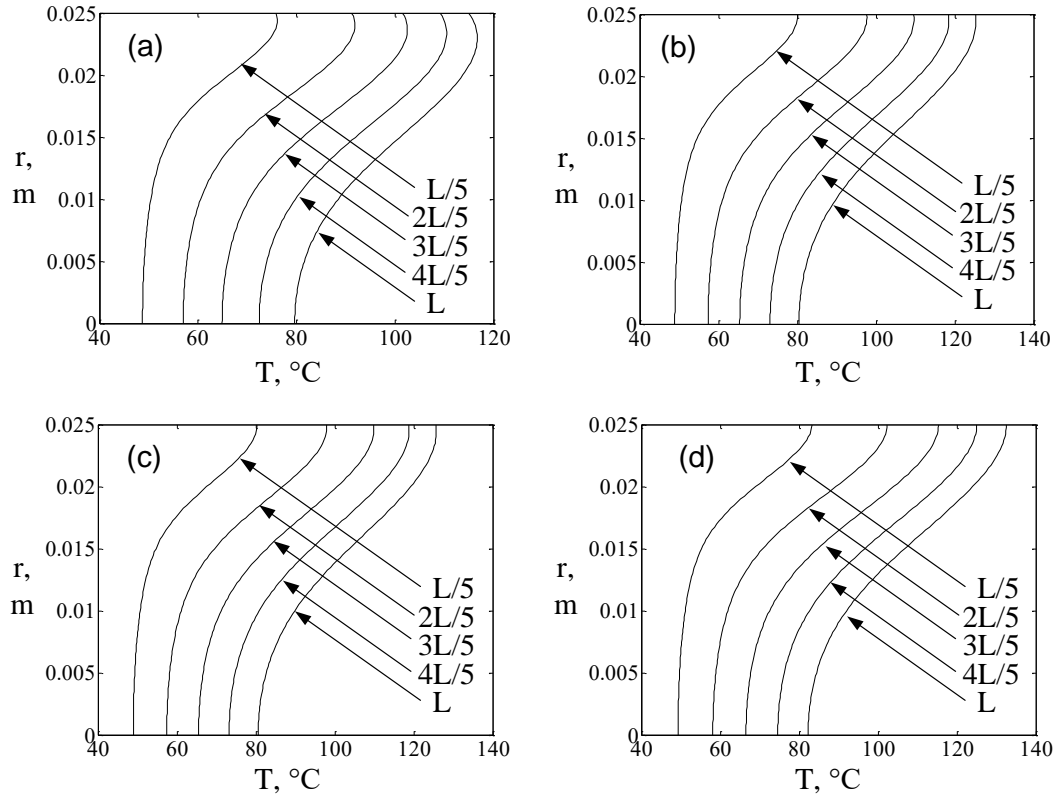 (a)
0.025
0.02
0.015
0.01
0.005
0
r,
m
L/5
2L/5
3L/5
4L/5
L
40 60 80 100 120
T, °C
(b)
0.025
0.02
0.015
0.01
0.005
0
r,
m
L/5
2L/5
3L/5
4L/5
L
40 60 80 100 120 140
T, °C
(c)
0.025
0.02
0.015
0.01
0.005
0
r,
m
L/5
2L/5
3L/5
4L/5
L
40 60 80 100 120 140
T, °C
(d)
0.025
0.02
0.015
0.01
0.005
0
r,
m
L/5
2L/5
3L/5
4L/5
L
40 60 80 100 120 140
T, °C